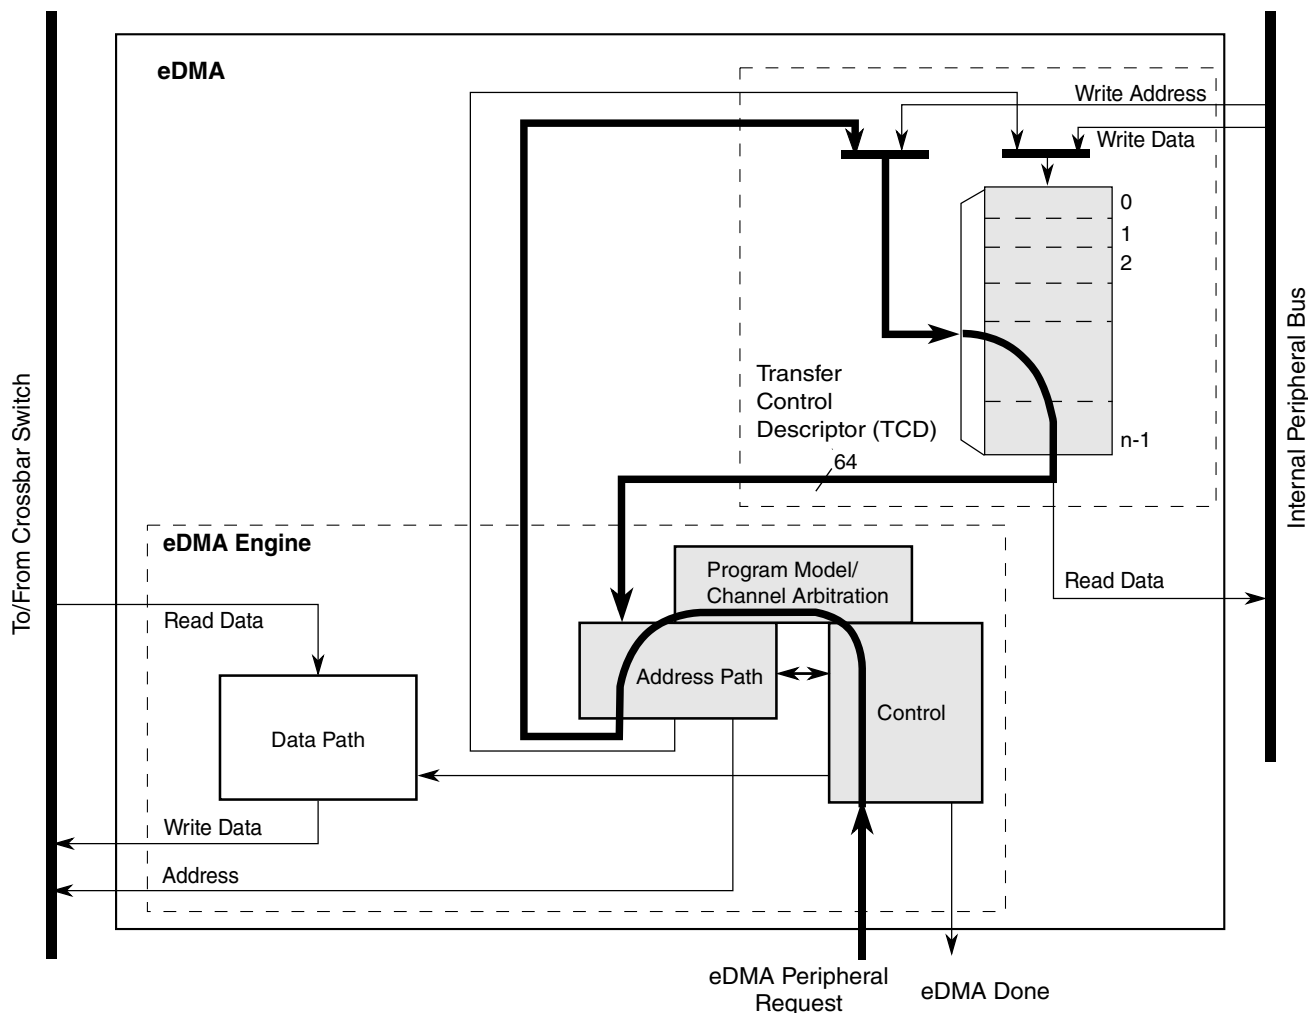 eDMA
Write Address
Write Data
0
1
2
n-1
Transfer
Control
Descriptor (TCD)
64
To/From Crossbar Switch
Internal Peripheral Bus
eDMA Engine
Program Model/
Channel Arbitration
Read Data
Read Data
Address Path
Control
Data Path
Write Data
Address
eDMA Peripheral
Request
eDMA Done